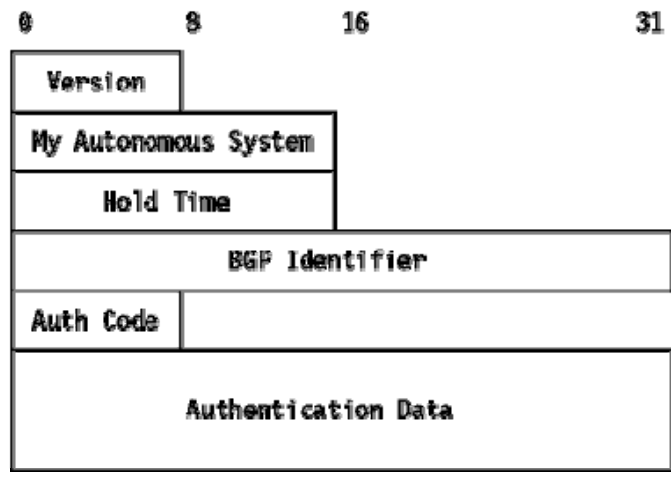 0 8 16 31
Version
My Autonomous System
Hold Time
BGP Identifier
Auth Code
Authentication Data